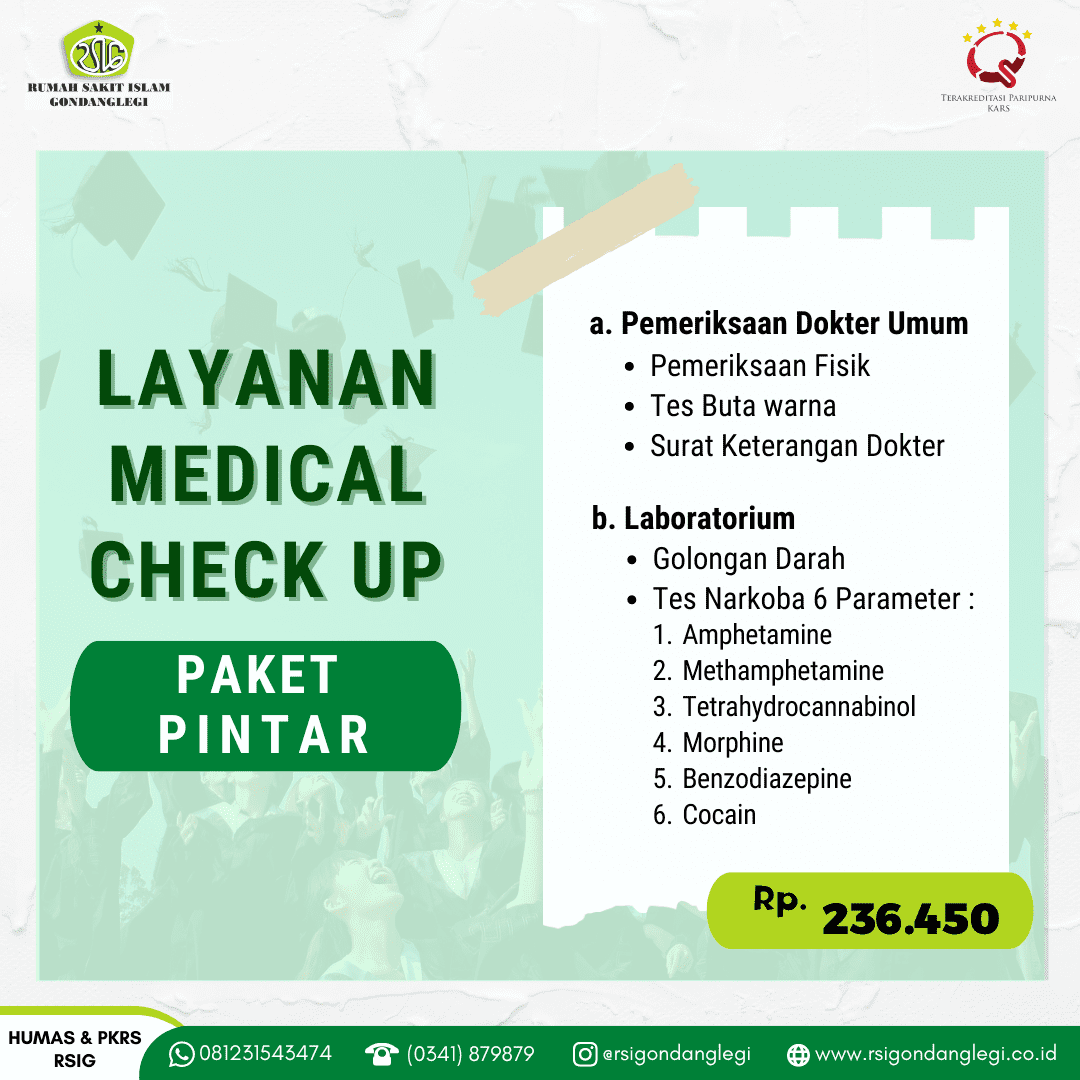 RUMAH SAKIT ISLAM
GONDANGLEGI
TERAKREDITASI PARIPURNA
KARS
LAYANAN
MEDICAL
CHECK UP
PAKET
PINTAR
a. Pemeriksaan Dokter Umum
• Pemeriksaan Fisik
• Tes Buta warna
• Surat Keterangan Dokter
b. Laboratorium
• Golongan Darah
• Tes Narkoba 6 Parameter :
1. Amphetamine
2. Methamphetamine
3. Tetrahydrocannabinol
4. Morphine
5. Benzodiazepine
6. Cocain
Rp. 236.450
HUMAS & PKRS
RSIG
081231543474
(0341) 879879
@rsigondanglegi
www.rsigondanglegi.co.id